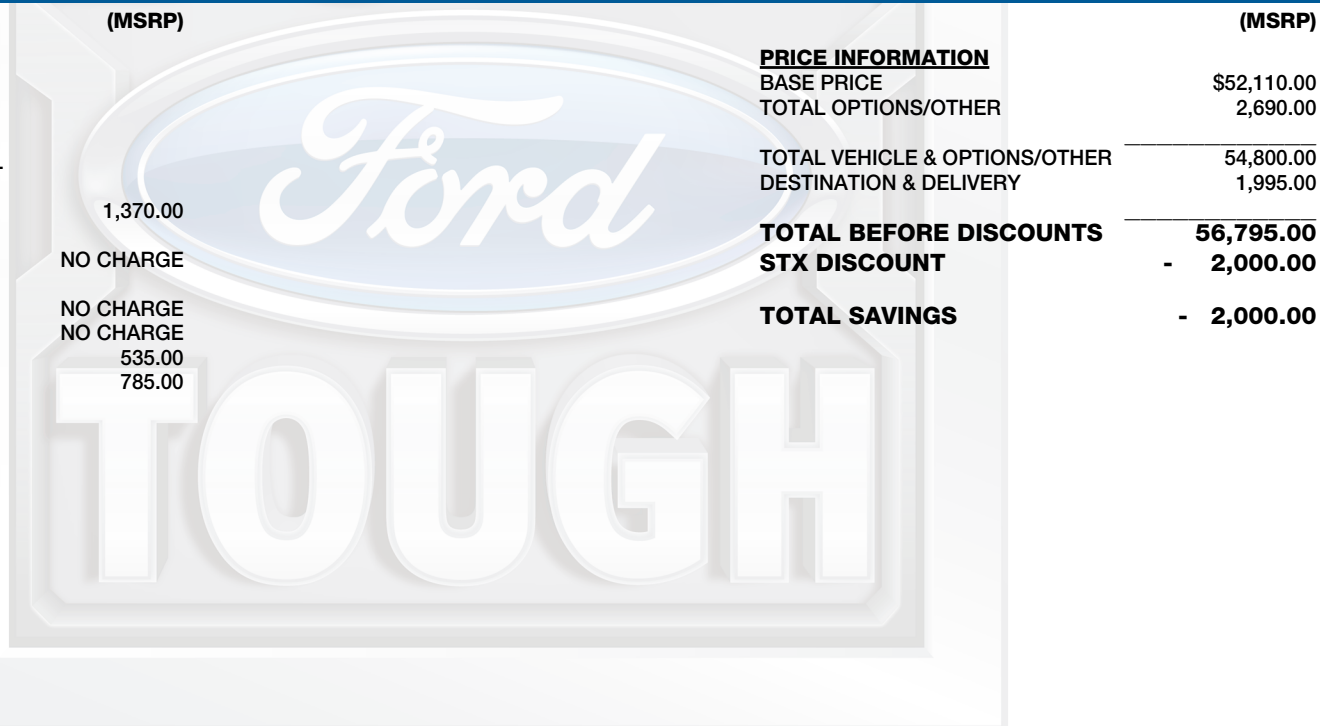 (MSRP)
1,370.00
NO CHARGE
NO CHARGE
NO CHARGE
535.00
785.00
(MSRP)
PRICE INFORMATION
BASE PRICE $52,110.00
TOTAL OPTIONS/OTHER 2,690.00
TOTAL VEHICLE & OPTIONS/OTHER 54,800.00
DESTINATION & DELIVERY 1,995.00
TOTAL BEFORE DISCOUNTS 56,795.00
STX DISCOUNT - 2,000.00
TOTAL SAVINGS - 2,000.00
Ford
TOUGH